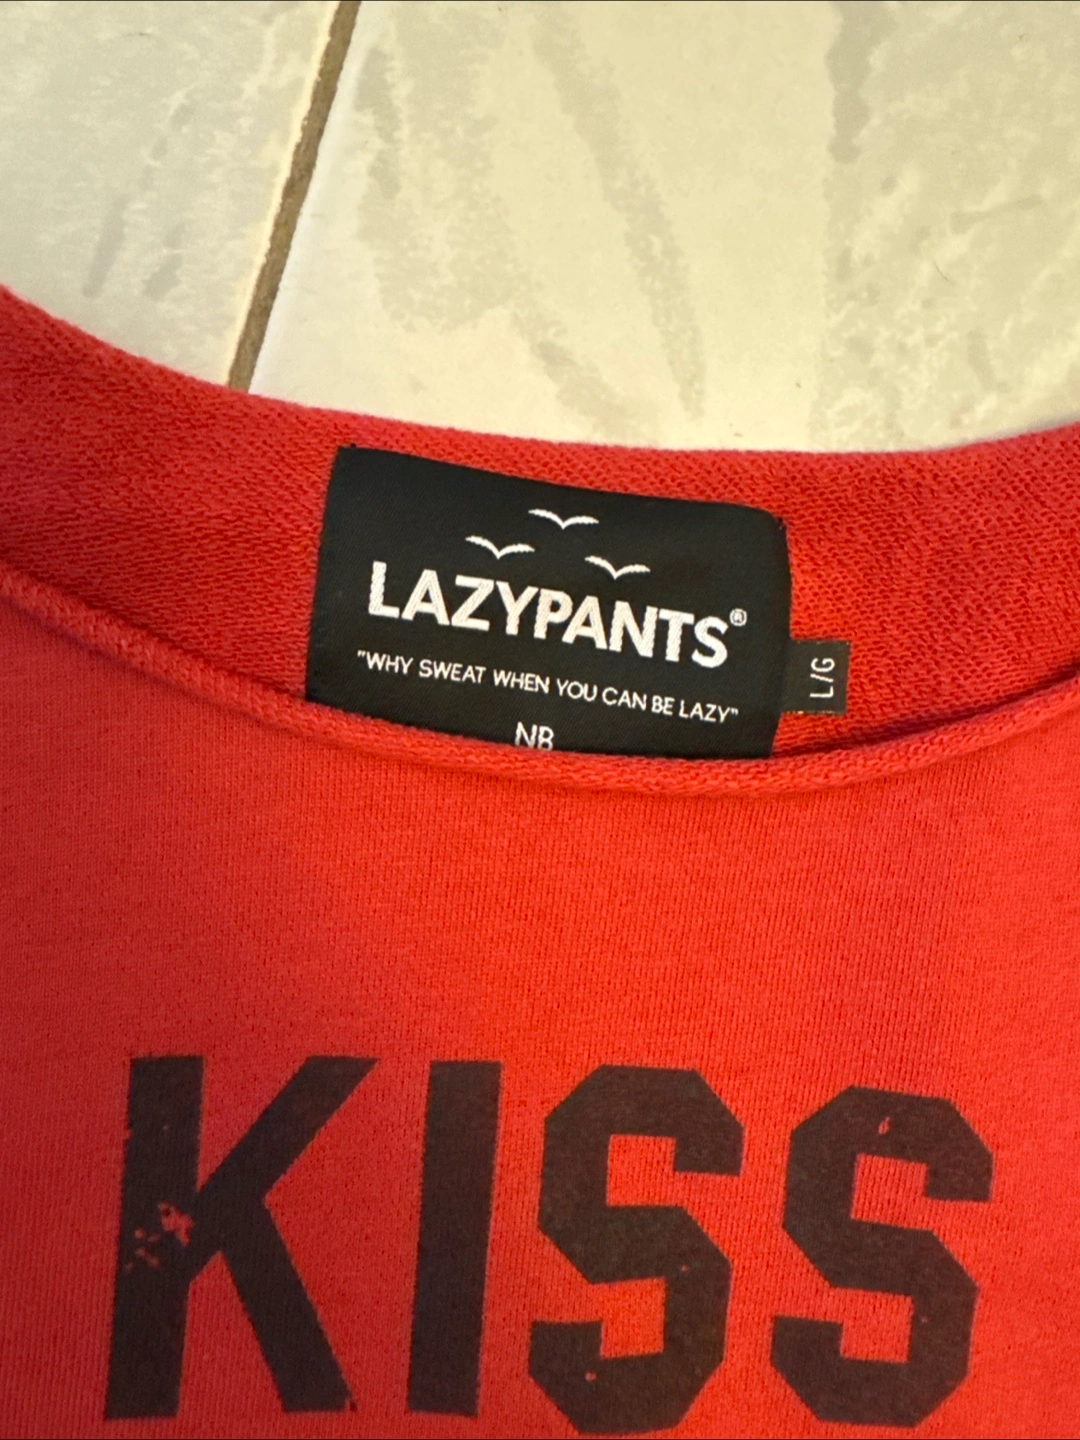 LAZYPANTS®
"WHY SWEAT WHEN YOU CAN BE LAZY"
NB
L/G
KISS